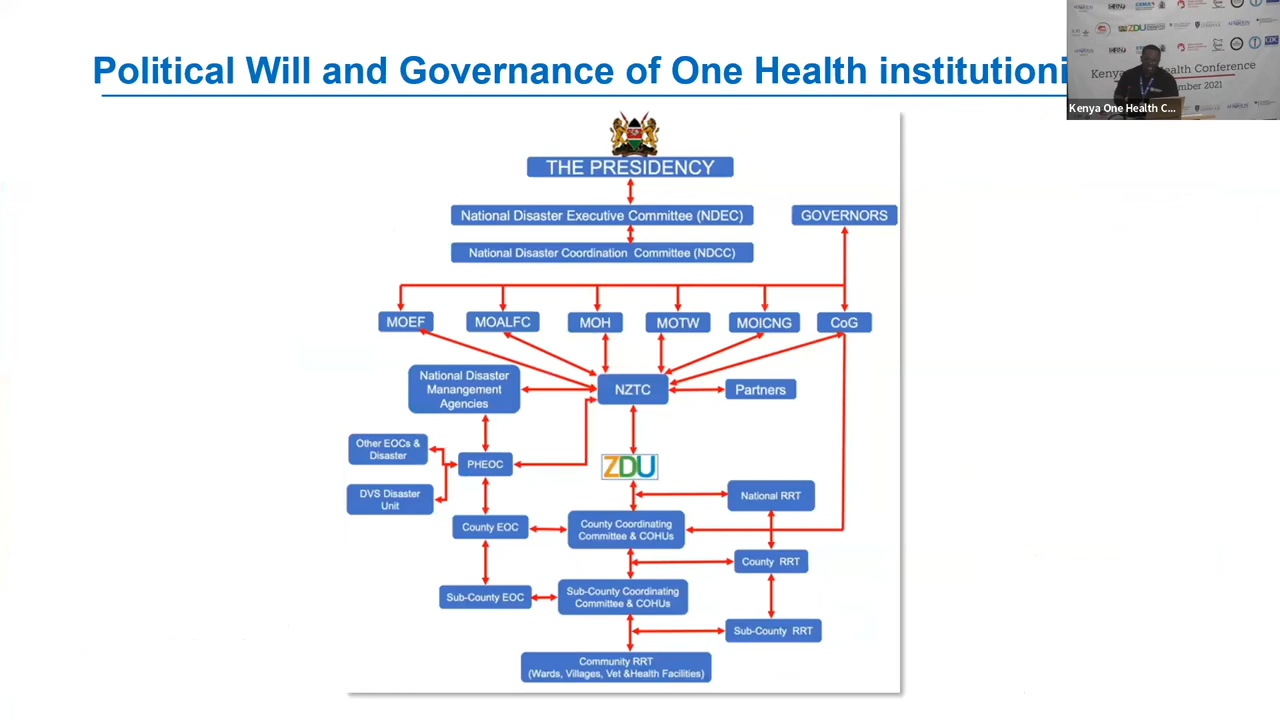 Political Will and Governance of One Health institutioni
Kenya
Health Conference
mber 2021
Kenya One Health C...
THE PRESIDENCY
National Disaster Executive Committee (NDEC)
GOVERNORS
National Disaster Coordination Committee (NDCC)
MOEF
MOALFC
MOH
MOTW
MOICNG
CoG
National Disaster
Manangement
Agencies
NZTC
Partners
Other EOCs &
Disaster
PHEOC
ZDU
DVS Disaster
Unit
National RRT
County EOC
County Coordinating
Committee & COHUs
County RRT
Sub-County EOC
Sub-County Coordinating
Committee & COHUs
Sub-County RRT
Community RRT
(Wards, Villages, Vet &Health Facilities)